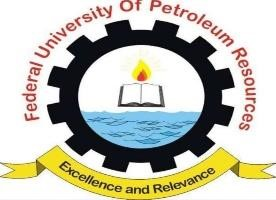 Federal University Of Petroleum Resources
Excellence and Relevance